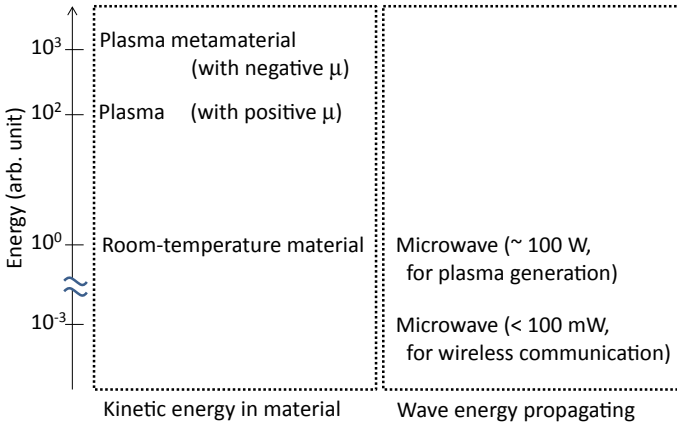 Energy (arb. unit)
10³
10²
10⁰
10⁻³
Plasma metamaterial
(with negative μ)
Plasma (with positive μ)
Room-temperature material
Kinetic energy in material
Microwave (~ 100 W,
for plasma generation)
Microwave (< 100 mW,
for wireless communication)
Wave energy propagating